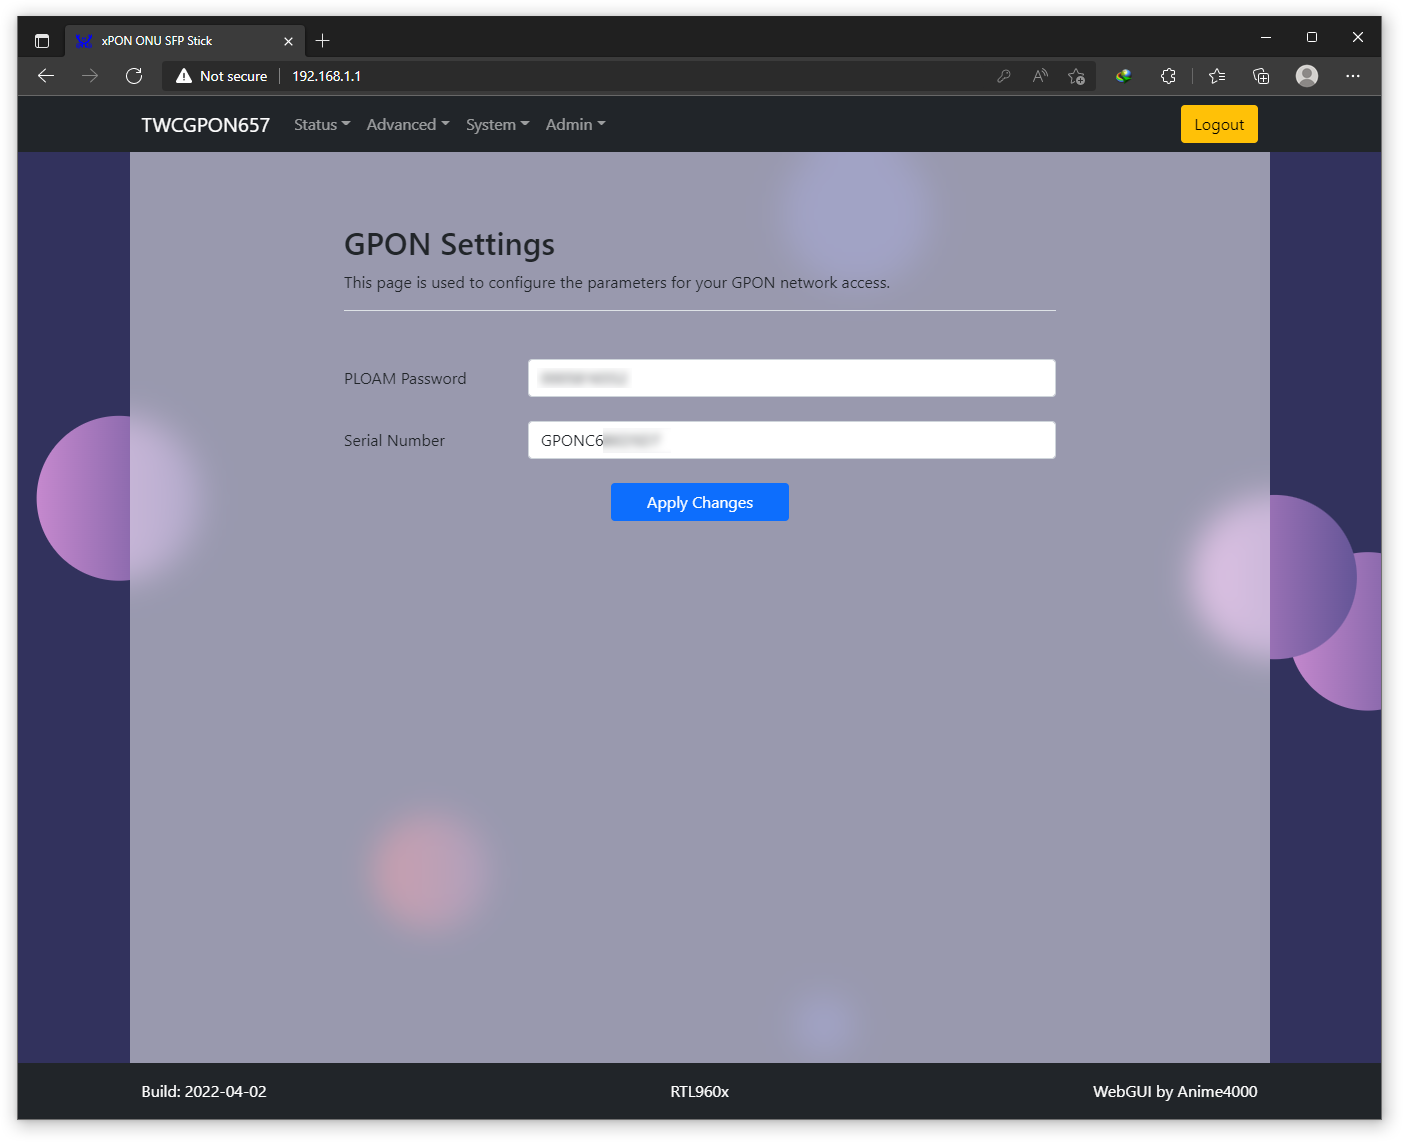 xPON ONU SFP Stick
Not secure
192.168.1.1
TWCGPON657 Status Advanced System Admin Logout
GPON Settings
This page is used to configure the parameters for your GPON network access.
PLOAM Password
Serial Number GPONC6
Apply Changes
Build: 2022-04-02 RTL960x WebGUI by Anime4000